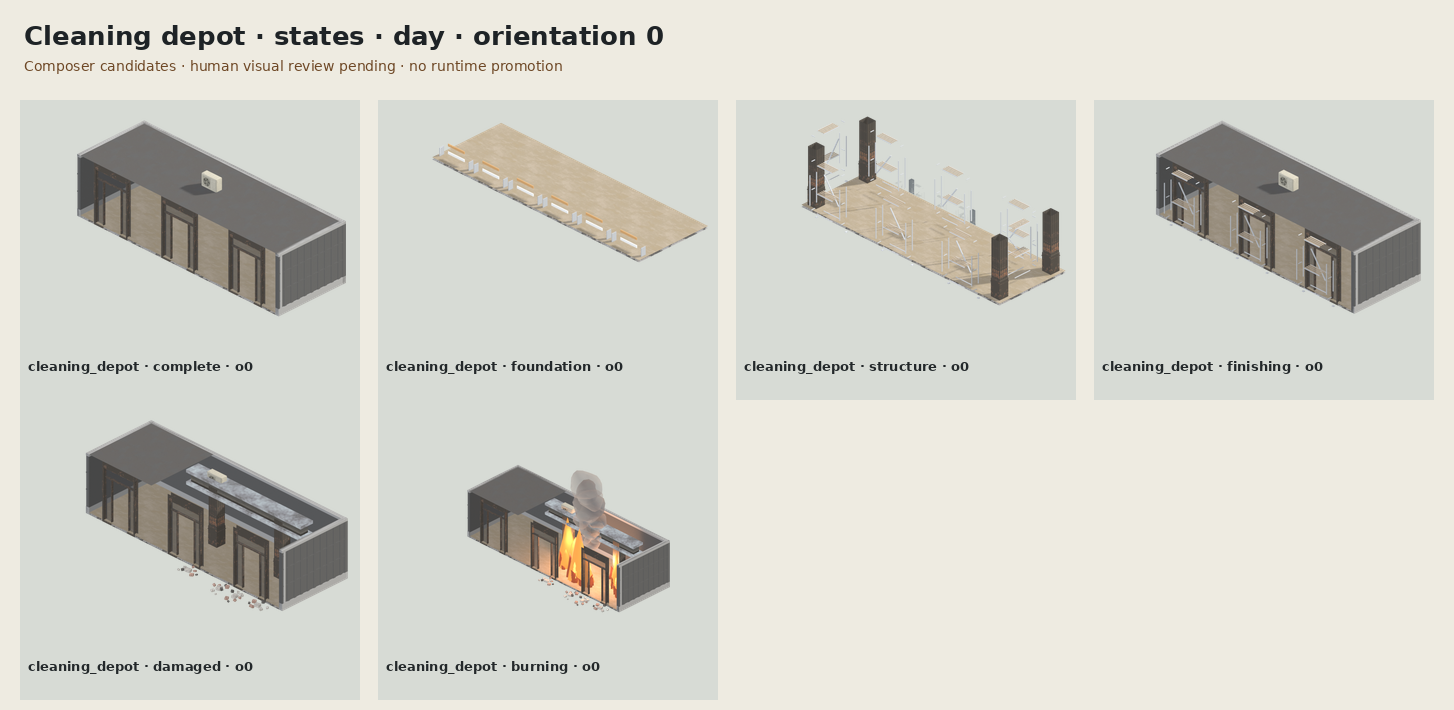 Cleaning depot · states · day · orientation 0
Composer candidates · human visual review pending · no runtime promotion
cleaning_depot · complete · o0
cleaning_depot · foundation · o0
cleaning_depot · structure · o0
cleaning_depot · finishing · o0
cleaning_depot · damaged · o0
cleaning_depot · burning · o0